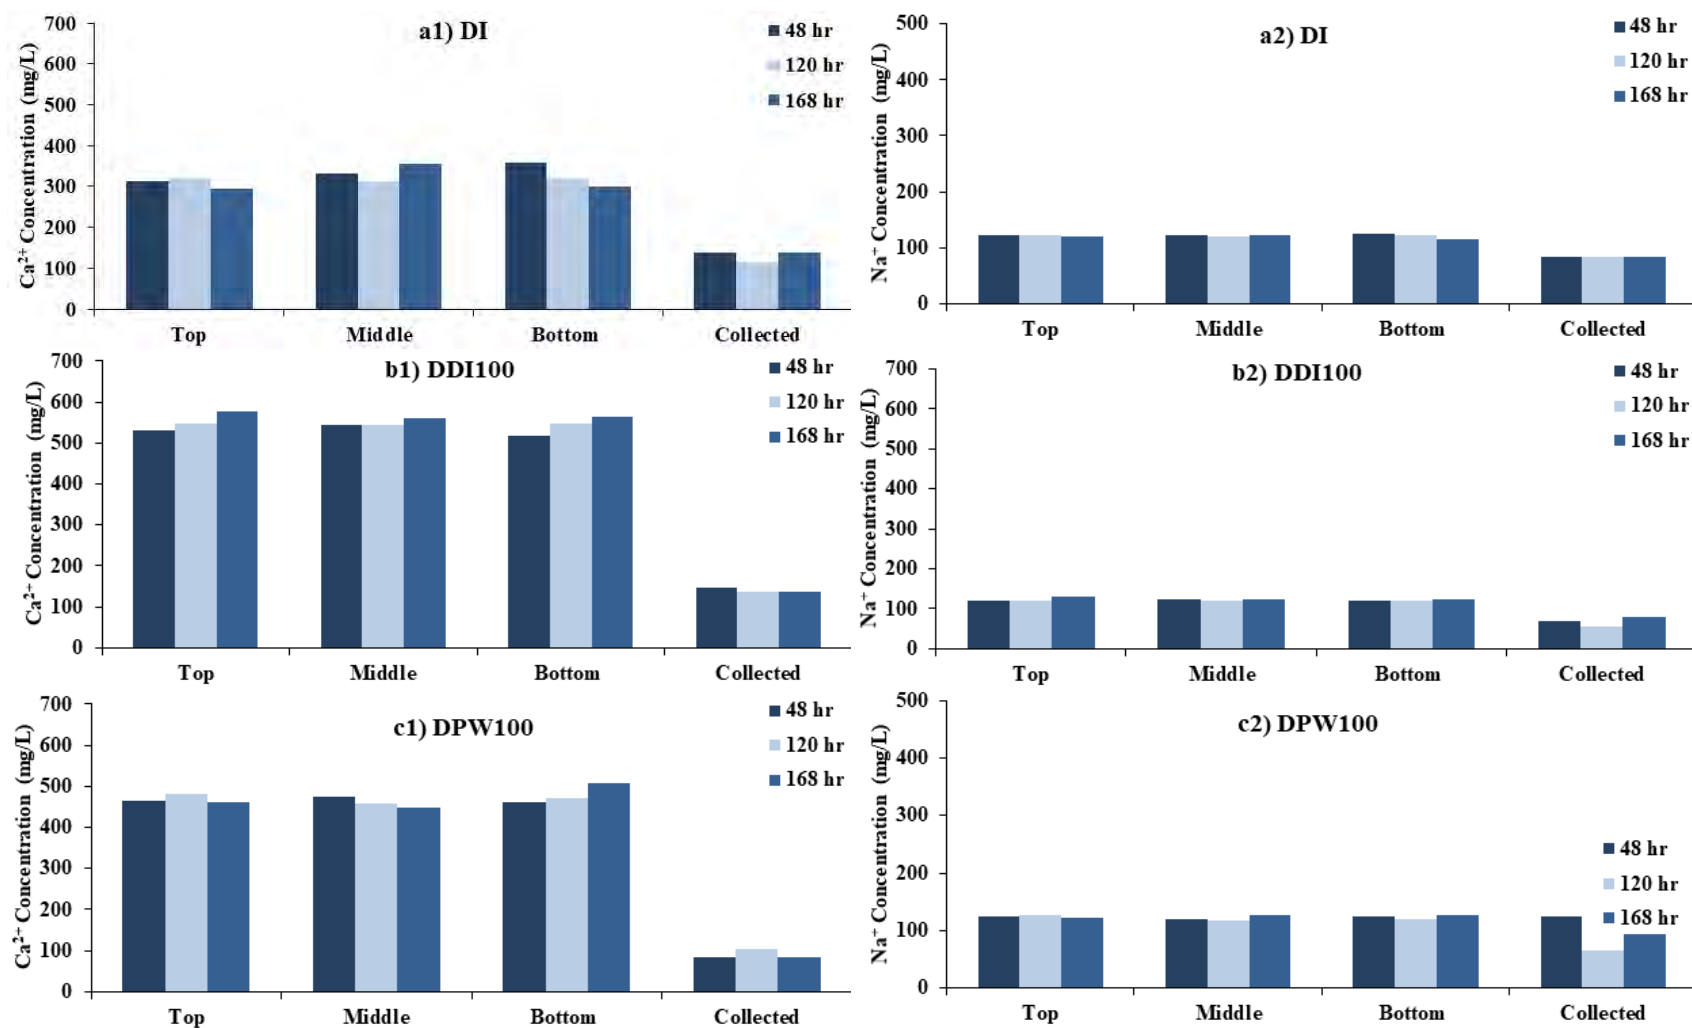 a1) DI
Ca²⁺ Concentration (mg/L)
700
600
500
400
300
200
100
0
Top Middle Bottom Collected
48 hr
120 hr
168 hr
a2) DI
Na⁺ Concentration (mg/L)
500
400
300
200
100
0
Top Middle Bottom Collected
48 hr
120 hr
168 hr
b1) DDI100
Ca²⁺ Concentration (mg/L)
700
600
500
400
300
200
100
0
Top Middle Bottom Collected
48 hr
120 hr
168 hr
b2) DDI100
Na⁺ Concentration (mg/L)
700
600
500
400
300
200
100
0
Top Middle Bottom Collected
48 hr
120 hr
168 hr
c1) DPW100
Ca²⁺ Concentration (mg/L)
700
600
500
400
300
200
100
0
Top Middle Bottom Collected
48 hr
120 hr
168 hr
c2) DPW100
Na⁺ Concentration (mg/L)
500
400
300
200
100
0
Top Middle Bottom Collected
48 hr
120 hr
168 hr